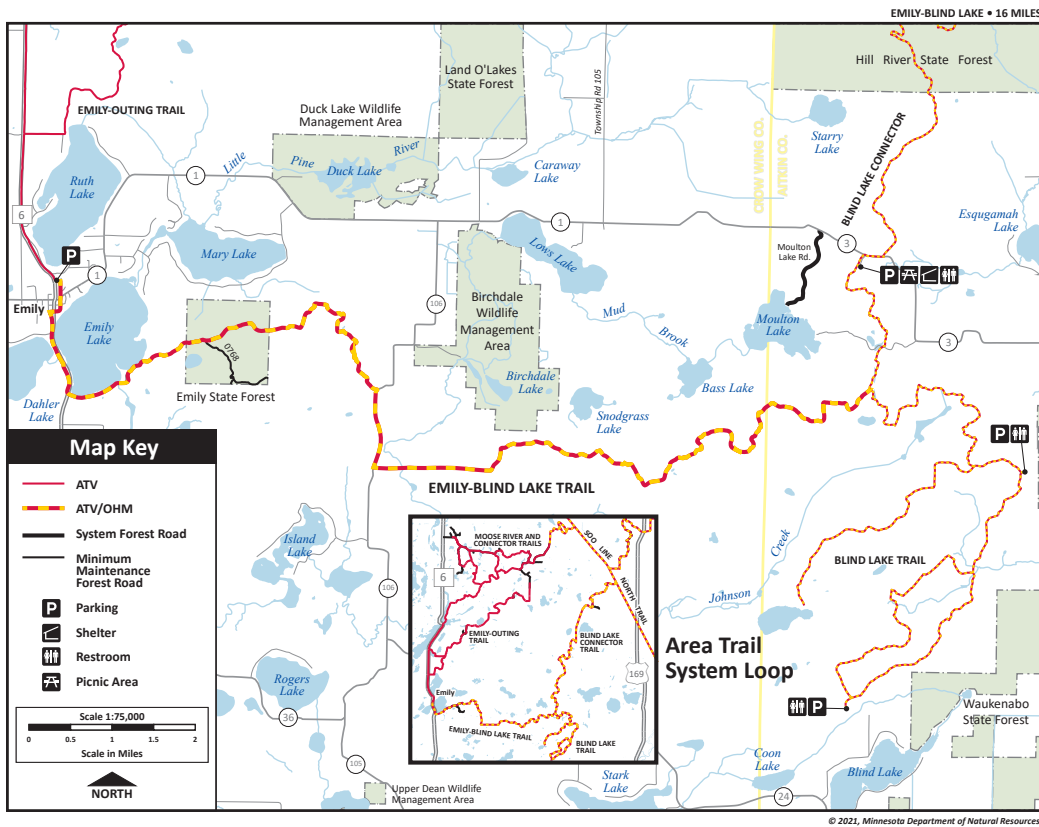 EMILY-BLIND LAKE • 16 MILES
Hill River State Forest
Land O'Lakes
State Forest
Township Rd 105
EMILY-OUTING TRAIL
Duck Lake Wildlife
Management Area
CROW WING CO.
AITKIN CO.
Starry
Lake
BLIND LAKE CONNECTOR
Little
Pine
River
Duck Lake
Caraway
Lake
Ruth
Lake
1
6
1
3
Esqugamah
Lake
Mary Lake
Lows Lake
Moulton
Lake Rd.
P
1
P
Emily
Emily
Lake
106
Birchdale
Wildlife
Management
Area
Mud
Brook
Moulton
Lake
3
0768
Birchdale
Lake
Bass Lake
Emily State Forest
Dahler
Lake
Snodgrass
Lake
P
Map Key
ATV
ATV/OHM
System Forest Road
Minimum
Maintenance
Forest Road
P Parking
Shelter
Restroom
Picnic Area
Scale 1:75,000
0 0.5 1 1.5 2
Scale in Miles
NORTH
EMILY-BLIND LAKE TRAIL
Island
Lake
106
Creek
Johnson
BLIND LAKE TRAIL
MOOSE RIVER AND
CONNECTOR TRAILS
SOO LINE
NORTH TRAIL
6
EMILY-OUTING
TRAIL
BLIND LAKE
CONNECTOR
TRAIL
169
Emily
EMILY-BLIND LAKE TRAIL
BLIND LAKE
TRAIL
Area Trail
System Loop
Rogers
Lake
36
105
P
Waukenabo
State Forest
Coon
Lake
Blind Lake
Stark
Lake
24
Upper Dean Wildlife
Management Area
© 2021, Minnesota Department of Natural Resources